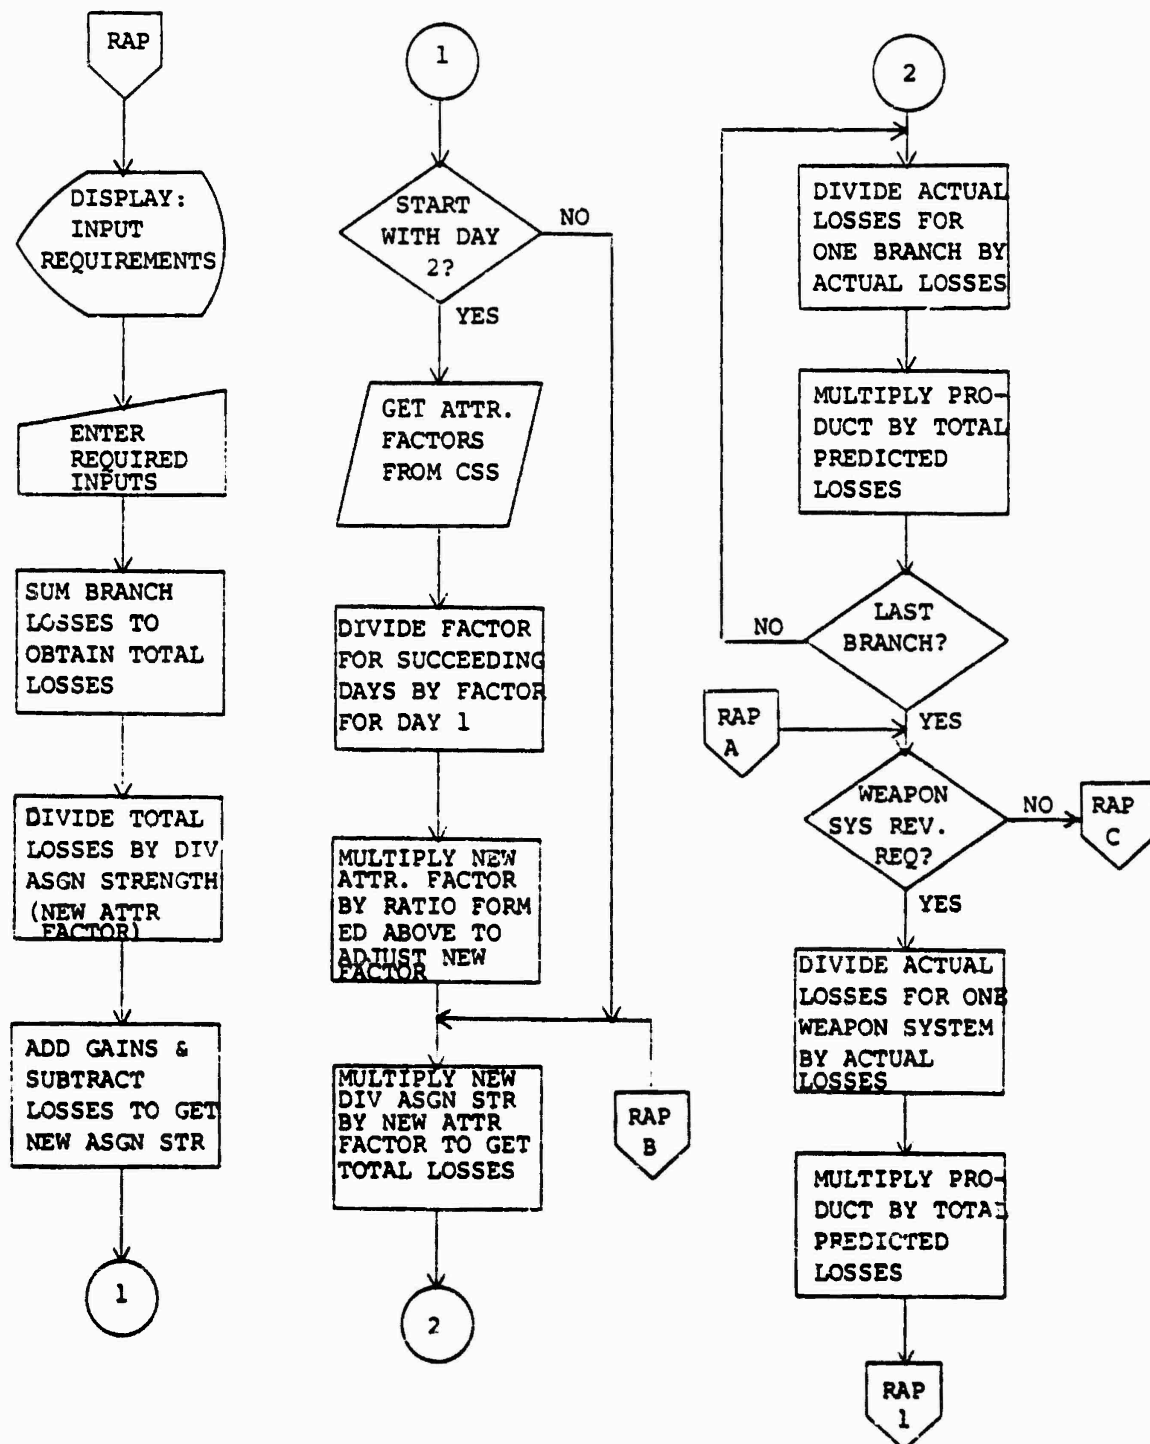 RAP
DISPLAY:
INPUT
REQUIREMENTS
ENTER
REQUIRED
INPUTS
SUM BRANCH
LOSSES TO
OBTAIN TOTAL
LOSSES
DIVIDE TOTAL
LOSSES BY DIV
ASGN STRENGTH
(NEW ATTR
FACTOR)
ADD GAINS &
SUBTRACT
LOSSES TO GET
NEW ASGN STR
1
1
START
WITH DAY
2?
NO
YES
GET ATTR.
FACTORS
FROM CSS
DIVIDE FACTOR
FOR SUCCEEDING
DAYS BY FACTOR
FOR DAY 1
MULTIPLY NEW
ATTR. FACTOR
BY RATIO FORM
ED ABOVE TO
ADJUST NEW
FACTOR
MULTIPLY NEW
DIV ASGN STR
BY NEW ATTR
FACTOR TO GET
TOTAL LOSSES
RAP
B
2
2
DIVIDE ACTUAL
LOSSES FOR
ONE BRANCH BY
ACTUAL LOSSES
MULTIPLY PRO-
DUCT BY TOTAL
PREDICTED
LOSSES
LAST
BRANCH?
NO
YES
RAP
A
WEAPON
SYS REV.
REQ?
NO
RAP
C
YES
DIVIDE ACTUAL
LOSSES FOR ONE
WEAPON SYSTEM
BY ACTUAL
LOSSES
MULTIPLY PRO-
DUCT BY TOTAL
PREDICTED
LOSSES
RAP
1